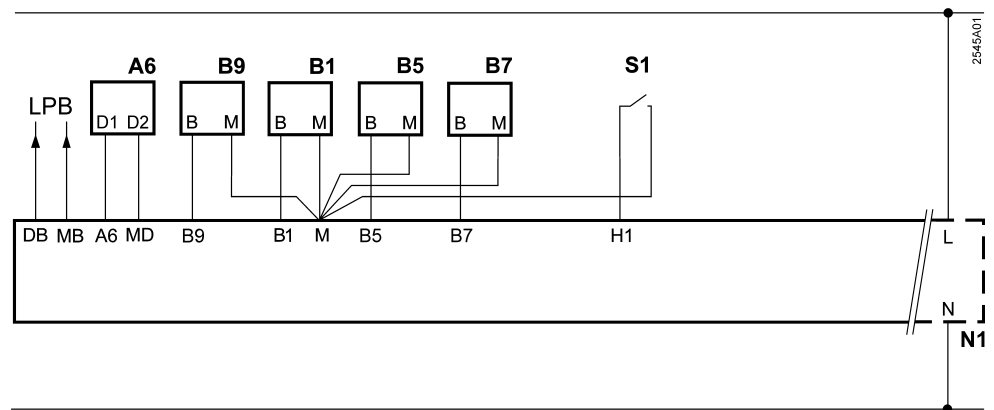 2545A01
A6 B9 B1 B5 B7 S1
LPB
D1 D2 B M B M B M B M
DB MB A6 MD B9 B1 M B5 B7 H1 L
N
N1